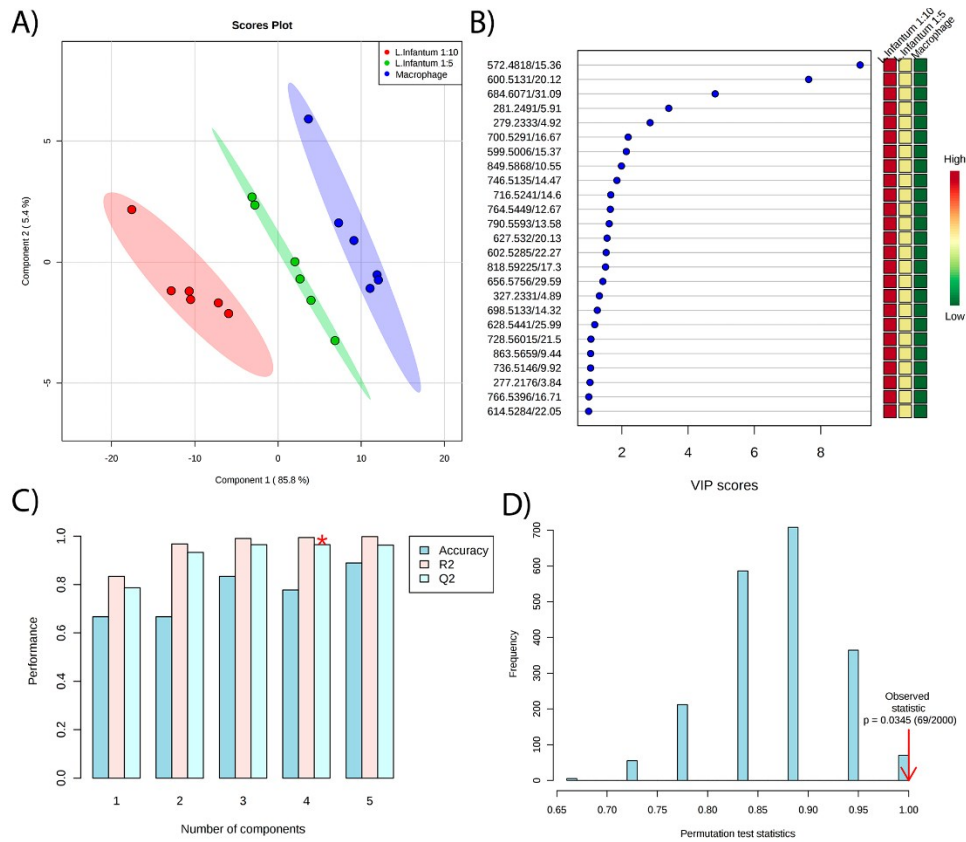 A)
Scores Plot
L.Infantum 1:10
L.Infantum 1:5
Macrophage
5
0
-5
Component 2 ( 5.4 %)
-20
-10
0
10
20
Component 1 ( 85.8 %)
B)
L.Infantum 1:10
L.Infantum 1:5
Macrophage
572.4818/15.36
600.5131/20.12
684.6071/31.09
281.2491/5.91
279.2333/4.92
700.5291/16.67
599.5006/15.37
849.5868/10.55
746.5135/14.47
716.5241/14.6
764.5449/12.67
790.5593/13.58
627.532/20.13
602.5285/22.27
818.59225/17.3
656.5756/29.59
327.2331/4.89
698.5133/14.32
628.5441/25.99
728.56015/21.5
863.5659/9.44
736.5146/9.92
277.2176/3.84
766.5396/16.71
614.5284/22.05
2
4
6
8
VIP scores
High
Low
C)
1.0
0.8
0.6
0.4
0.2
0.0
Performance
*
Accuracy
R2
Q2
1
2
3
4
5
Number of components
D)
700
600
500
400
300
200
100
0
Frequency
Observed
statistic
p = 0.0345 (69/2000)
0.65
0.70
0.75
0.80
0.85
0.90
0.95
1.00
Permutation test statistics